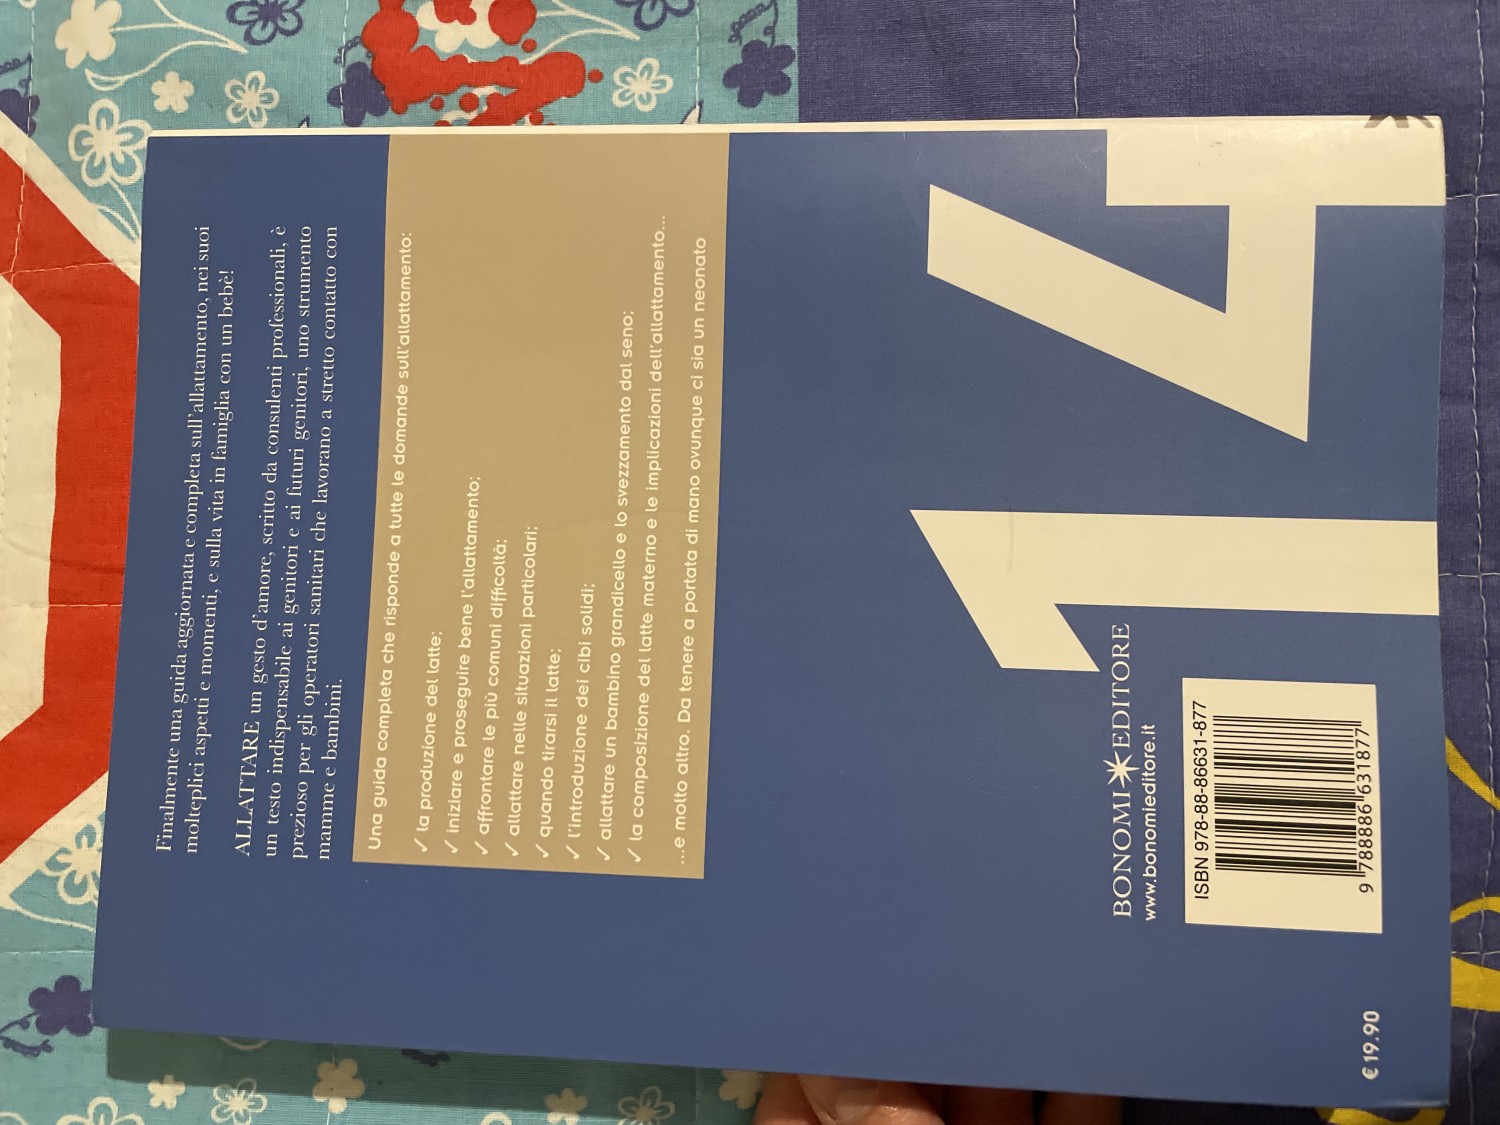 Finalmente una guida aggiornata e completa sull'allattamento, nei suoi
molteplici aspetti e momenti, e sulla vita in famiglia con un bebè!
ALLATTARE un gesto d'amore, scritto da consulenti professionali, è
un testo indispensabile ai genitori e ai futuri genitori, uno strumento
prezioso per gli operatori sanitari che lavorano a stretto contatto con
mamme e bambini.
Una guida completa che risponde a tutte le domande sull'allattamento:
✓ la produzione del latte;
✓ iniziare e proseguire bene l'allattamento;
✓ affrontare le più comuni difficoltà;
✓ allattare nelle situazioni particolari;
✓ quando tirarsi il latte;
✓ l'introduzione dei cibi solidi;
✓ allattare un bambino grandicello e lo svezzamento dal seno;
✓ la composizione del latte materno e le implicazioni dell'allattamento...
...e molto altro. Da tenere a portata di mano ovunque ci sia un neonato
14
BONOMI EDITORE
www.bonomieditore.it
ISBN 978-88-86631-877
9 788886 631877
€ 19.90